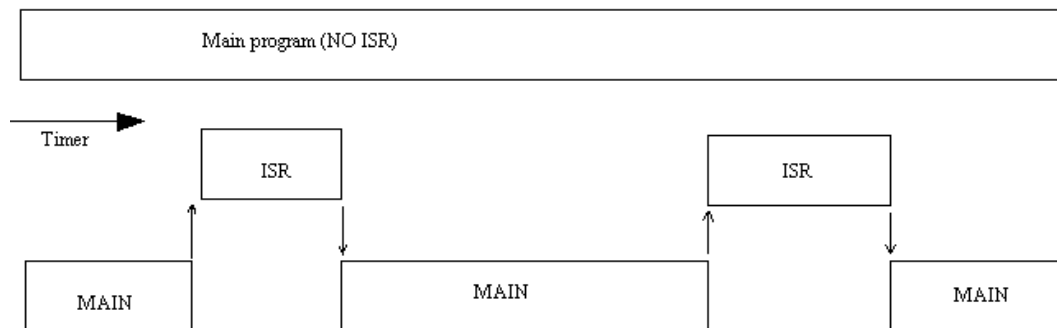 Main program (NO ISR)
Timer
ISR
ISR
MAIN
MAIN
MAIN